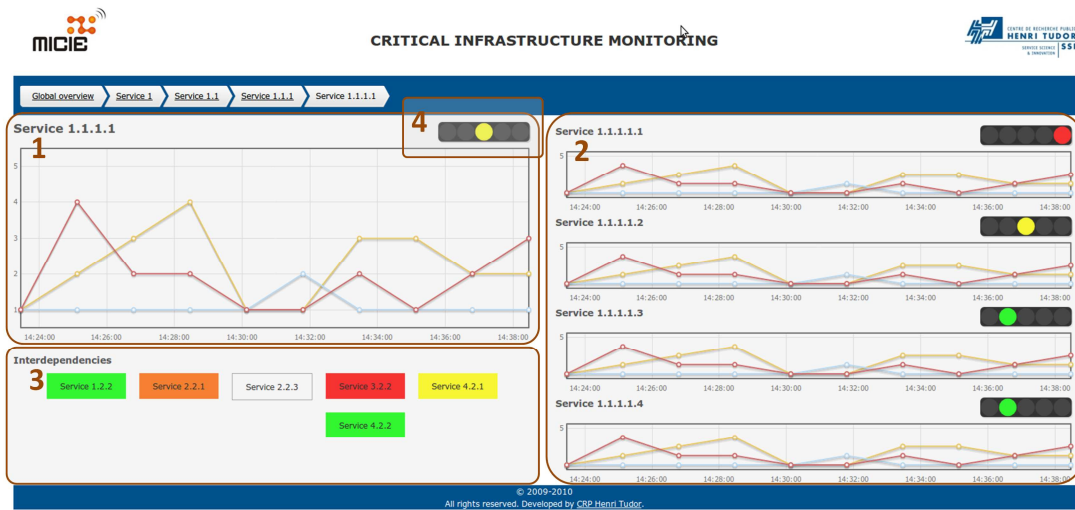 MICIE
CRITICAL INFRASTRUCTURE MONITORING
CENTRE DE RECHERCHE PUBLIC
HENRI TUDOR
SERVICE SCIENCE
& INNOVATION
SSI
Global overview Service 1 Service 1.1 Service 1.1.1 Service 1.1.1.1
Service 1.1.1.1
4
1
5
4
3
2
1
14:24:00 14:26:00 14:28:00 14:30:00 14:32:00 14:34:00 14:36:00 14:38:00
Interdependencies
3
Service 1.2.2 Service 2.2.1 Service 2.2.3 Service 3.2.2 Service 4.2.1
Service 4.2.2
Service 1.1.1.1.1
2
5
14:24:00 14:26:00 14:28:00 14:30:00 14:32:00 14:34:00 14:36:00 14:38:00
Service 1.1.1.1.2
5
14:24:00 14:26:00 14:28:00 14:30:00 14:32:00 14:34:00 14:36:00 14:38:00
Service 1.1.1.1.3
5
14:24:00 14:26:00 14:28:00 14:30:00 14:32:00 14:34:00 14:36:00 14:38:00
Service 1.1.1.1.4
5
14:24:00 14:26:00 14:28:00 14:30:00 14:32:00 14:34:00 14:36:00 14:38:00
© 2009-2010
All rights reserved. Developed by CRP Henri Tudor.